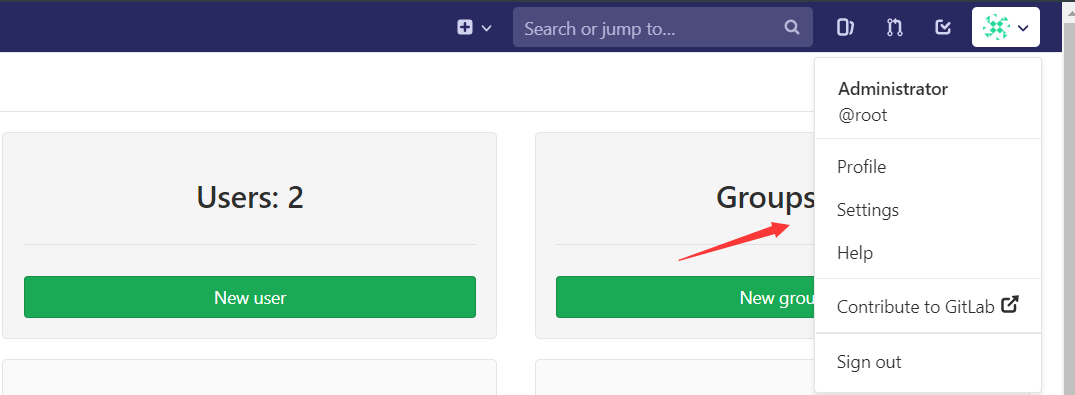 Search or jump to...
Administrator
@root
Users: 2
Groups
Profile
Settings
Help
New user
New grou
Contribute to GitLab
Sign out